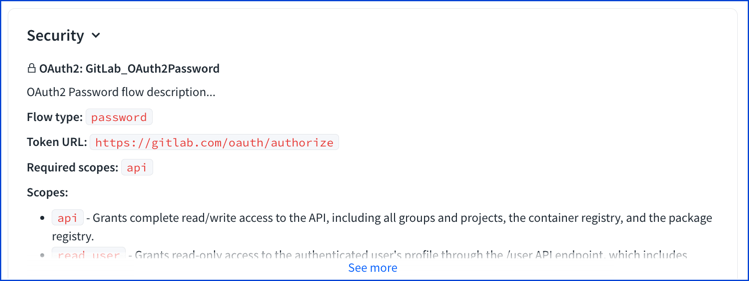 Security
OAuth2: GitLab_OAuth2Password
OAuth2 Password flow description...
Flow type: password
Token URL: https://gitlab.com/oauth/authorize
Required scopes: api
Scopes:
• api - Grants complete read/write access to the API, including all groups and projects, the container registry, and the package
registry.
• read_user - Grants read-only access to the authenticated user's profile through the /user API endpoint, which includes
See more